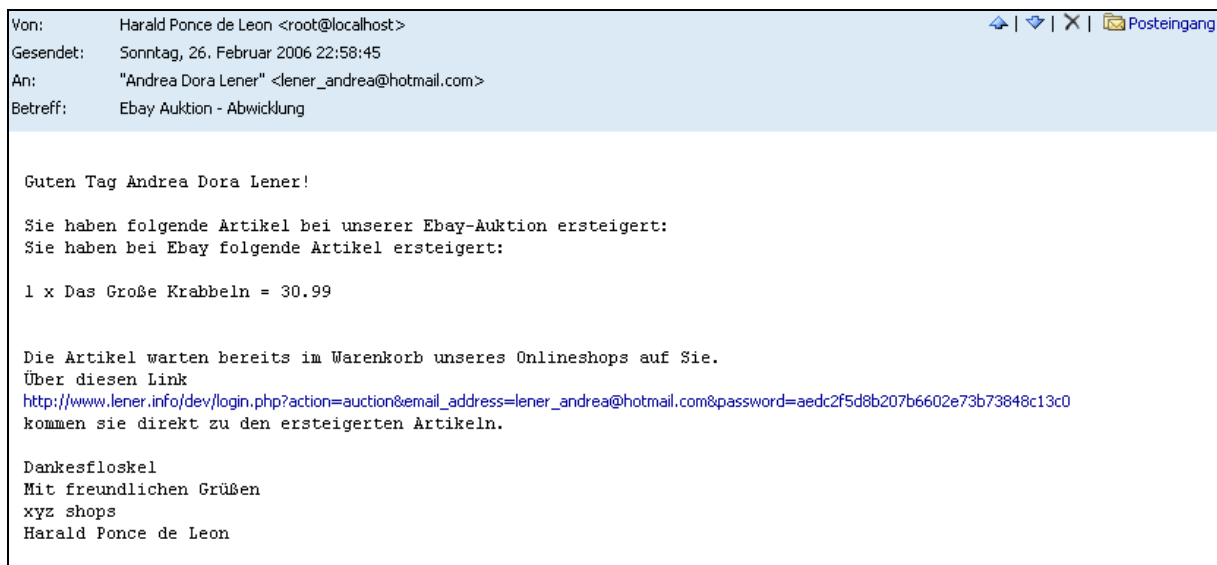 Von: Harald Ponce de Leon <root@localhost> | | X | Posteingang
Gesendet: Sonntag, 26. Februar 2006 22:58:45
An: "Andrea Dora Lener" <lener_andrea@hotmail.com>
Betreff: Ebay Auktion - Abwicklung
Guten Tag Andrea Dora Lener!
Sie haben folgende Artikel bei unserer Ebay-Auktion ersteigert:
Sie haben bei Ebay folgende Artikel ersteigert:
1 x Das Große Krabbeln = 30.99
Die Artikel warten bereits im Warenkorb unseres Onlineshops auf Sie.
Über diesen Link
http://www.lener.info/dev/login.php?action=auction&email_address=lener_andrea@hotmail.com&password=aedc2f5d8b207b6602e73b73848c13c0
kommen sie direkt zu den ersteigerten Artikeln.
Dankesfloskel
Mit freundlichen Grüßen
xyz shops
Harald Ponce de Leon